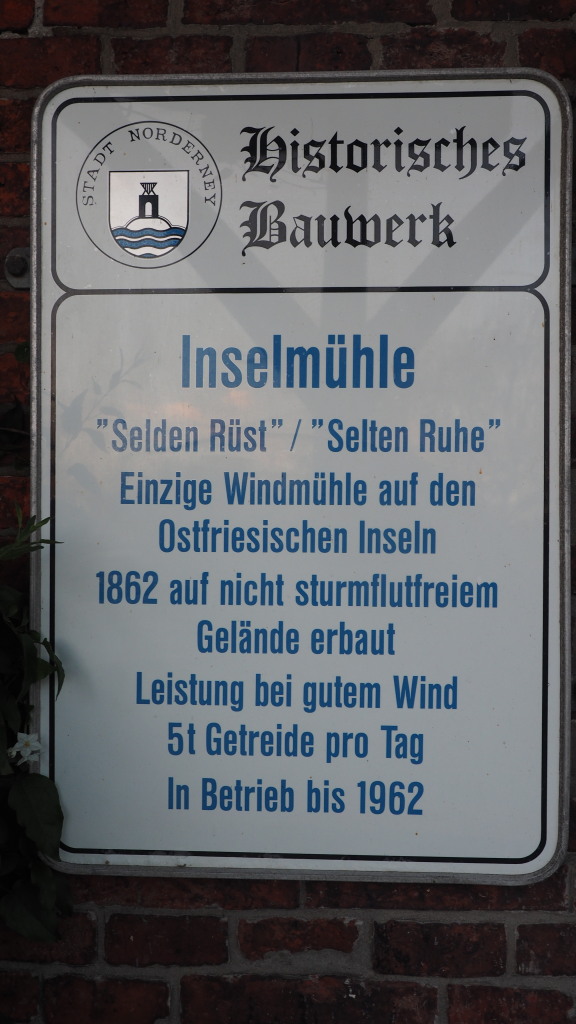 STADT NORDERNEY
Historisches
Bauwerk
Inselmühle
"Selden Rüst" / "Selten Ruhe"
Einzige Windmühle auf den
Ostfriesischen Inseln
1862 auf nicht sturmflutfreiem
Gelände erbaut
Leistung bei gutem Wind
5t Getreide pro Tag
In Betrieb bis 1962